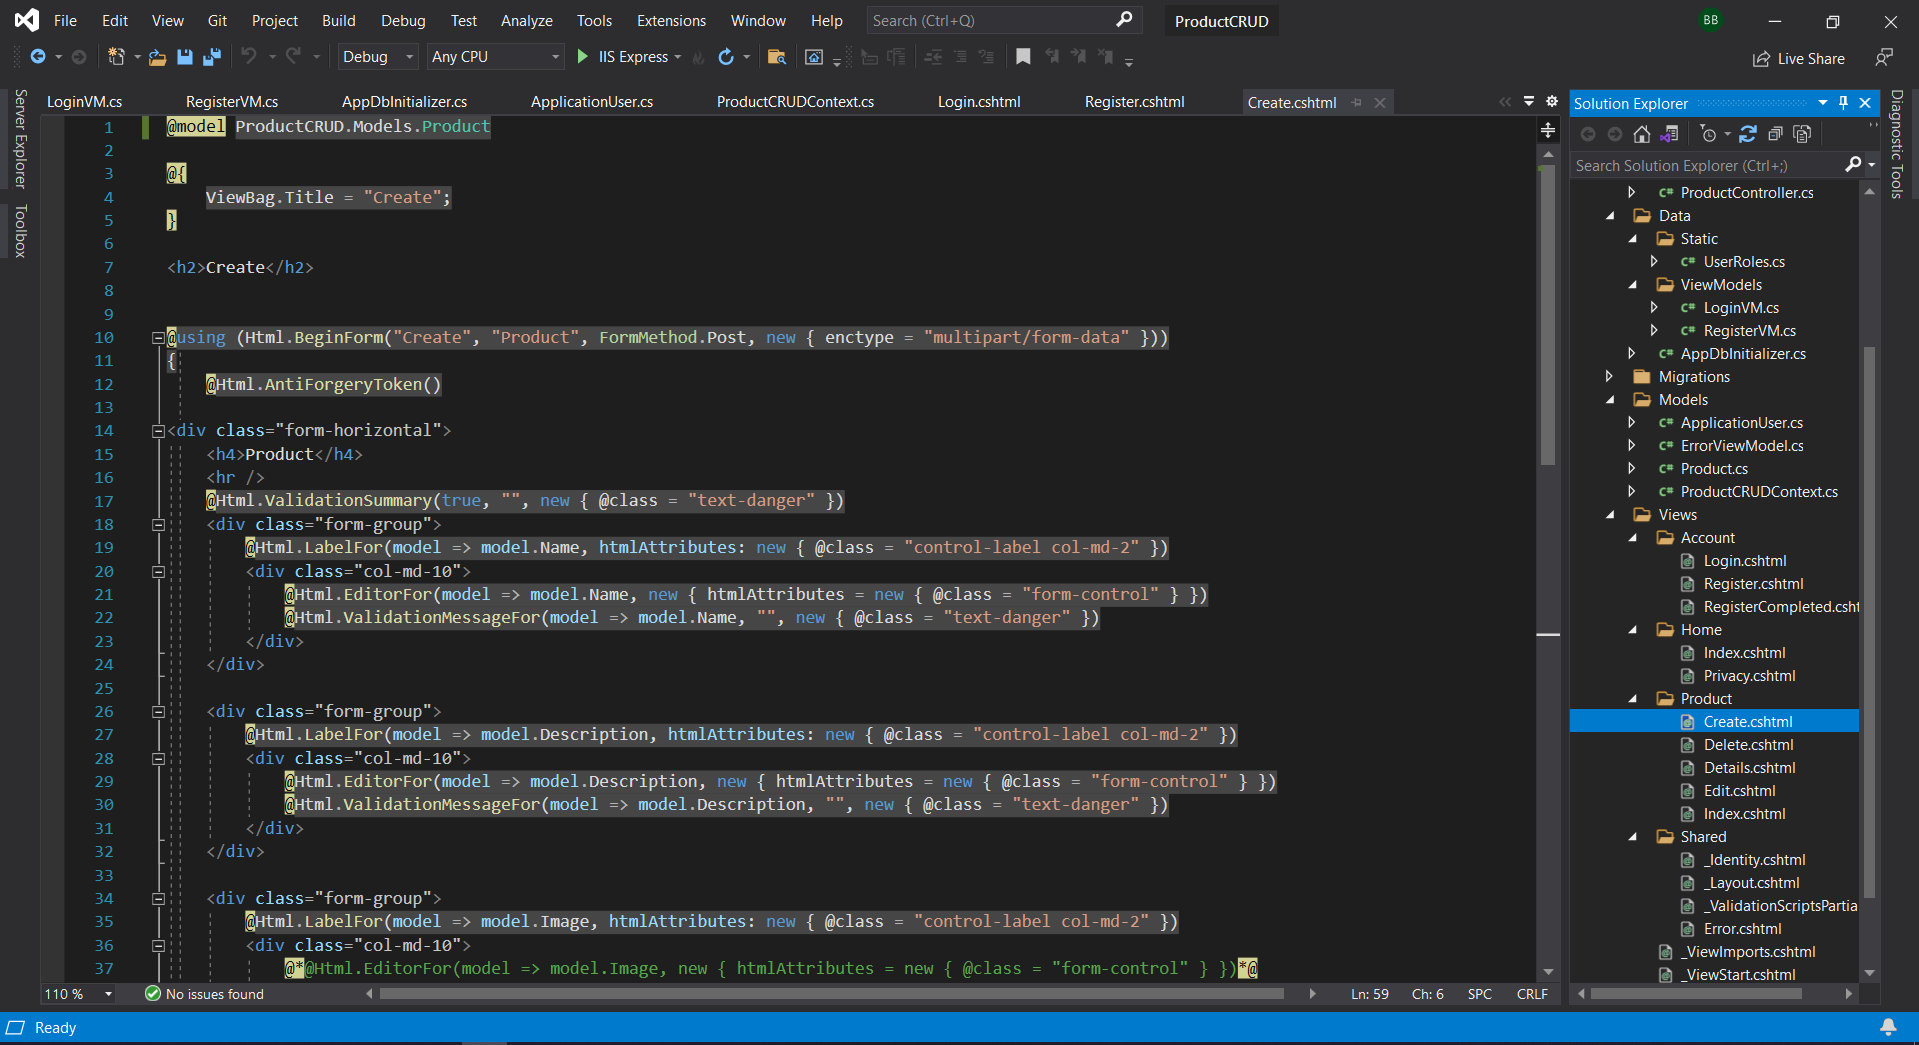 File Edit View Git Project Build Debug Test Analyze Tools Extensions Window Help Search (Ctrl+Q) ProductCRUD BB
Debug Any CPU IIS Express Live Share
Server Explorer
Toolbox
LoginVM.cs RegisterVM.cs AppDbInitializer.cs ApplicationUser.cs ProductCRUDContext.cs Login.cshtml Register.cshtml Create.cshtml
1 @model ProductCRUD.Models.Product
2
3 @{
4 ViewBag.Title = "Create";
5 }
6
7 <h2>Create</h2>
8
9
10 @using (Html.BeginForm("Create", "Product", FormMethod.Post, new { enctype = "multipart/form-data" }))
11 {
12 @Html.AntiForgeryToken()
13
14 <div class="form-horizontal">
15 <h4>Product</h4>
16 <hr />
17 @Html.ValidationSummary(true, "", new { @class = "text-danger" })
18 <div class="form-group">
19 @Html.LabelFor(model => model.Name, htmlAttributes: new { @class = "control-label col-md-2" })
20 <div class="col-md-10">
21 @Html.EditorFor(model => model.Name, new { htmlAttributes = new { @class = "form-control" } })
22 @Html.ValidationMessageFor(model => model.Name, "", new { @class = "text-danger" })
23 </div>
24 </div>
25
26 <div class="form-group">
27 @Html.LabelFor(model => model.Description, htmlAttributes: new { @class = "control-label col-md-2" })
28 <div class="col-md-10">
29 @Html.EditorFor(model => model.Description, new { htmlAttributes = new { @class = "form-control" } })
30 @Html.ValidationMessageFor(model => model.Description, "", new { @class = "text-danger" })
31 </div>
32 </div>
33
34 <div class="form-group">
35 @Html.LabelFor(model => model.Image, htmlAttributes: new { @class = "control-label col-md-2" })
36 <div class="col-md-10">
37 @*@Html.EditorFor(model => model.Image, new { htmlAttributes = new { @class = "form-control" } })*@
110 % No issues found Ln: 59 Ch: 6 SPC CRLF
Solution Explorer
Search Solution Explorer (Ctrl+;)
C# ProductController.cs
Data
Static
C# UserRoles.cs
ViewModels
C# LoginVM.cs
C# RegisterVM.cs
C# AppDbInitializer.cs
Migrations
Models
C# ApplicationUser.cs
C# ErrorViewModel.cs
C# Product.cs
C# ProductCRUDContext.cs
Views
Account
Login.cshtml
Register.cshtml
RegisterCompleted.csht
Home
Index.cshtml
Privacy.cshtml
Product
Create.cshtml
Delete.cshtml
Details.cshtml
Edit.cshtml
Index.cshtml
Shared
_Identity.cshtml
_Layout.cshtml
_ValidationScriptsPartia
Error.cshtml
_ViewImports.cshtml
_ViewStart.cshtml
Diagnostic Tools
Ready